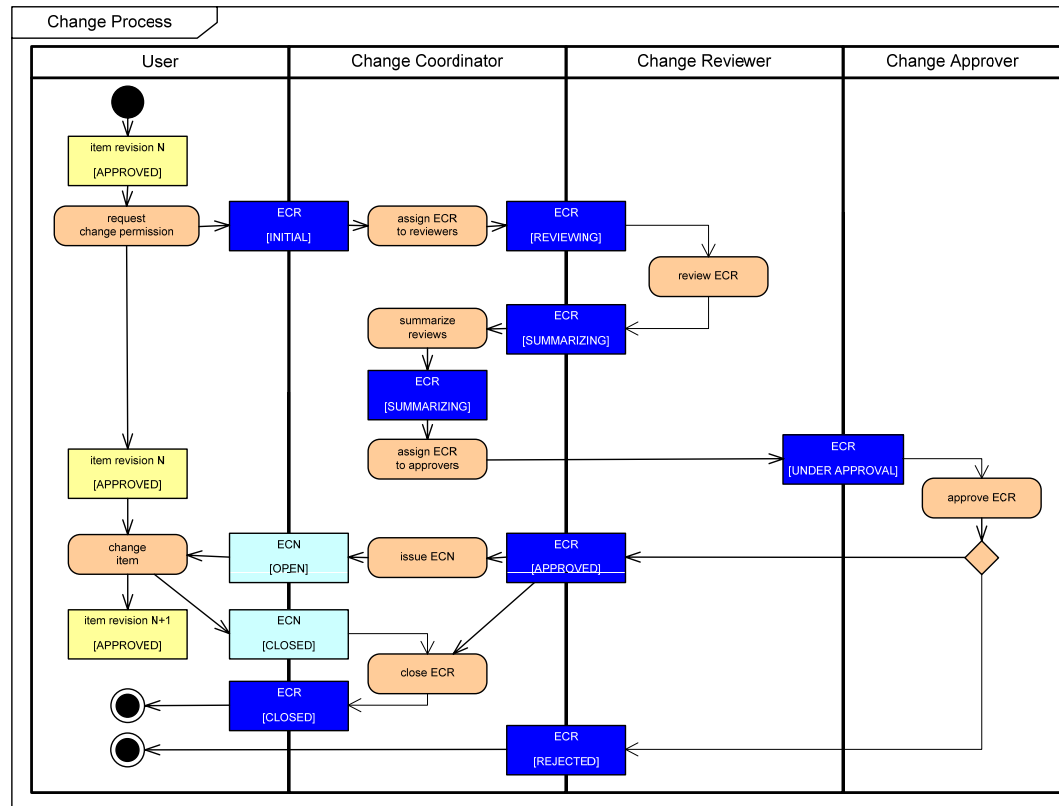 Change Process
User
Change Coordinator
Change Reviewer
Change Approver
item revision N
[APPROVED]
request
change permission
ECR
[INITIAL]
assign ECR
to reviewers
ECR
[REVIEWING]
review ECR
summarize
reviews
ECR
[SUMMARIZING]
ECR
[SUMMARIZING]
assign ECR
to approvers
ECR
[UNDER APPROVAL]
approve ECR
item revision N
[APPROVED]
change
item
ECN
[OPEN]
issue ECN
ECR
[APPROVED]
item revision N+1
[APPROVED]
ECN
[CLOSED]
close ECR
ECR
[CLOSED]
ECR
[REJECTED]